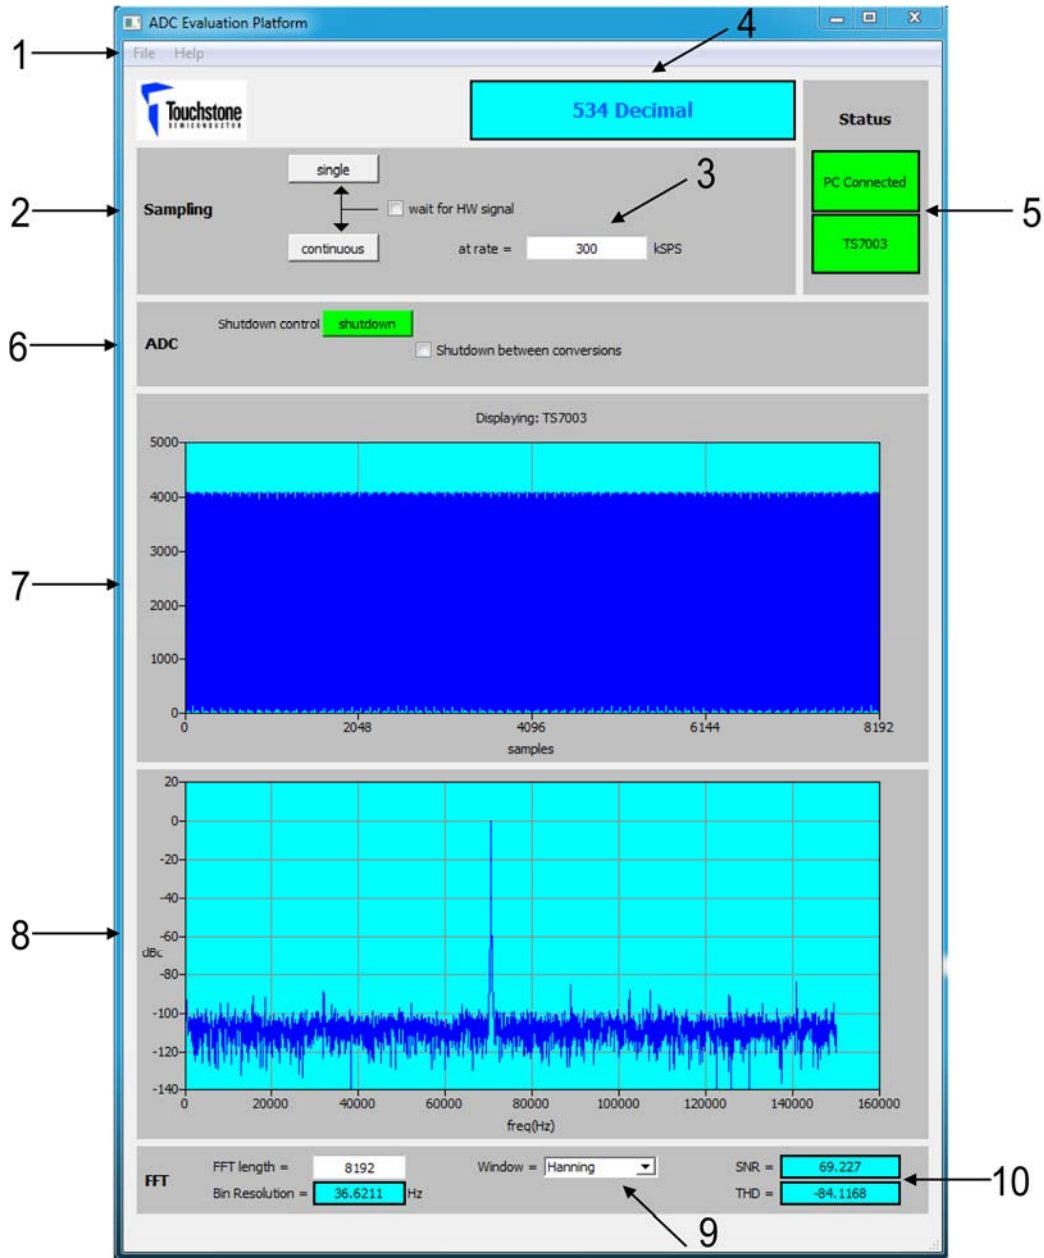 ADC Evaluation Platform
4
1
File Help
Touchstone
SEMICONDUCTOR
534 Decimal
Status
single
3
PC Connected
2
Sampling
wait for HW signal
5
continuous
at rate =
300
kSPS
TS7003
Shutdown control
shutdown
6
ADC
Shutdown between conversions
Displaying: TS7003
5000
4000
3000
7
2000
1000
0
0 2048 4096 6144 8192
samples
20
0
-20
-40
8
-60
dBc
-80
-100
-120
-140
0 20000 40000 60000 80000 100000 120000 140000 160000
freq(Hz)
FFT
FFT length =
8192
Window =
Hanning
SNR =
69.227
10
Bin Resolution =
36.6211
Hz
THD =
-84.1168
9